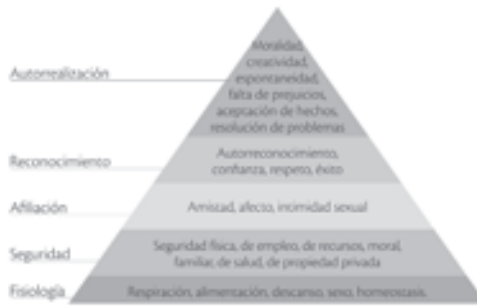 Autorrealización
Moralidad,
creatividad,
espontaneidad,
falta de prejuicios,
aceptación de hechos,
resolución de problemas
Reconocimiento
Autorreconocimiento,
confianza, respeto, éxito
Afiliación
Amistad, afecto, intimidad sexual
Seguridad
Seguridad física, de empleo, de recursos, moral,
familiar, de salud, de propiedad privada
Fisiología
Respiración, alimentación, descanso, sexo, homeostasis.